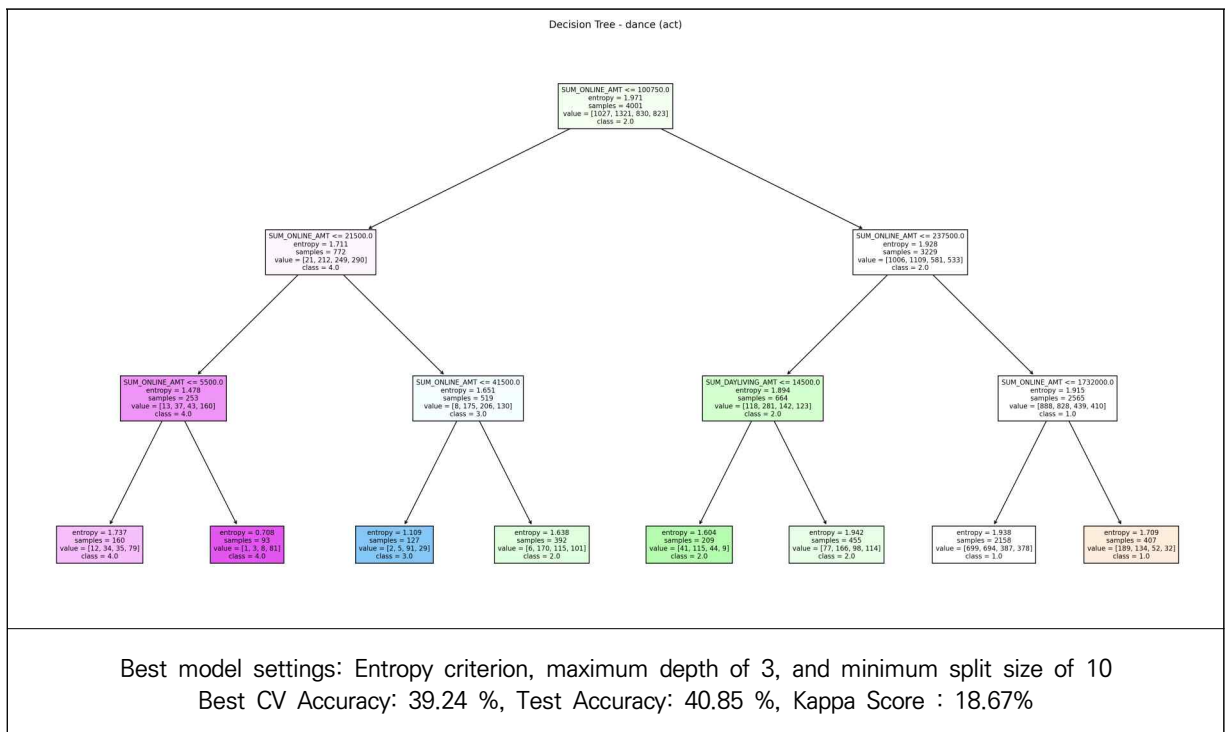 Decision Tree - dance (act)
SUM_ONLINE_AMT <= 100750.0
entropy = 1.971
samples = 4001
value = [1027, 1321, 830, 823]
class = 2.0
SUM_ONLINE_AMT <= 21500.0
entropy = 1.711
samples = 772
value = [21, 212, 249, 290]
class = 4.0
SUM_ONLINE_AMT <= 237500.0
entropy = 1.928
samples = 3229
value = [1006, 1109, 581, 533]
class = 2.0
SUM_ONLINE_AMT <= 5500.0
entropy = 1.478
samples = 253
value = [13, 37, 43, 160]
class = 4.0
SUM_ONLINE_AMT <= 41500.0
entropy = 1.651
samples = 519
value = [8, 175, 206, 130]
class = 3.0
SUM_DAYLIVING_AMT <= 14500.0
entropy = 1.894
samples = 664
value = [118, 281, 142, 123]
class = 2.0
SUM_ONLINE_AMT <= 1732000.0
entropy = 1.915
samples = 2565
value = [888, 828, 439, 410]
class = 1.0
entropy = 1.737
samples = 160
value = [12, 34, 35, 79]
class = 4.0
entropy = 0.708
samples = 93
value = [1, 3, 8, 81]
class = 4.0
entropy = 1.109
samples = 127
value = [2, 5, 91, 29]
class = 3.0
entropy = 1.638
samples = 392
value = [6, 170, 115, 101]
class = 2.0
entropy = 1.604
samples = 209
value = [41, 115, 44, 9]
class = 2.0
entropy = 1.942
samples = 455
value = [77, 166, 98, 114]
class = 2.0
entropy = 1.938
samples = 2158
value = [699, 694, 387, 378]
class = 1.0
entropy = 1.709
samples = 407
value = [189, 134, 52, 32]
class = 1.0
Best model settings: Entropy criterion, maximum depth of 3, and minimum split size of 10
Best CV Accuracy: 39.24 %, Test Accuracy: 40.85 %, Kappa Score : 18.67%